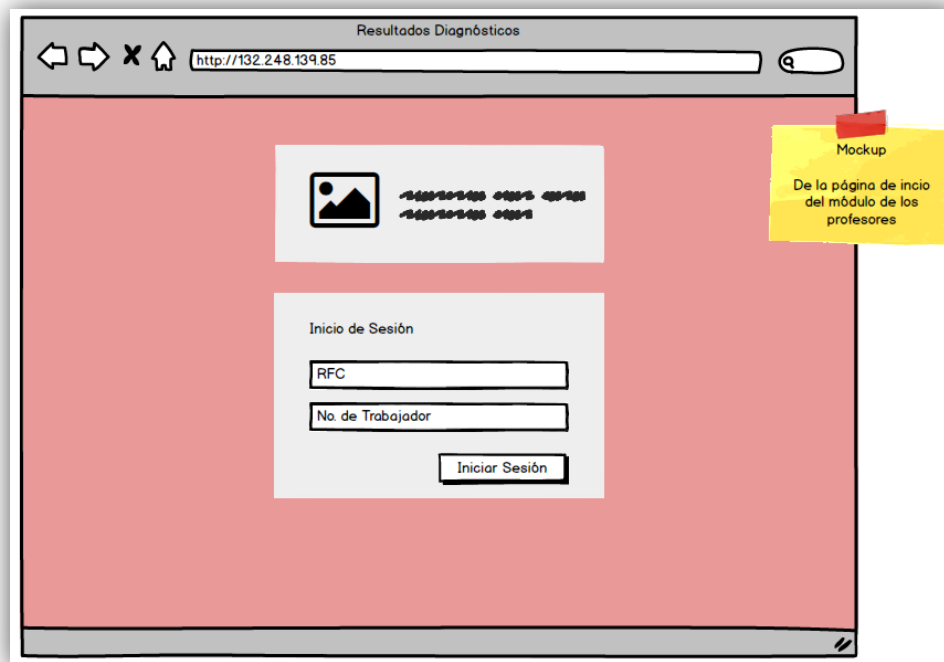 Resultados Diagnósticos
http://132.248.139.85
Mockup
De la página de incio
del módulo de los
profesores
Inicio de Sesión
RFC
No. de Trabajador
Iniciar Sesión